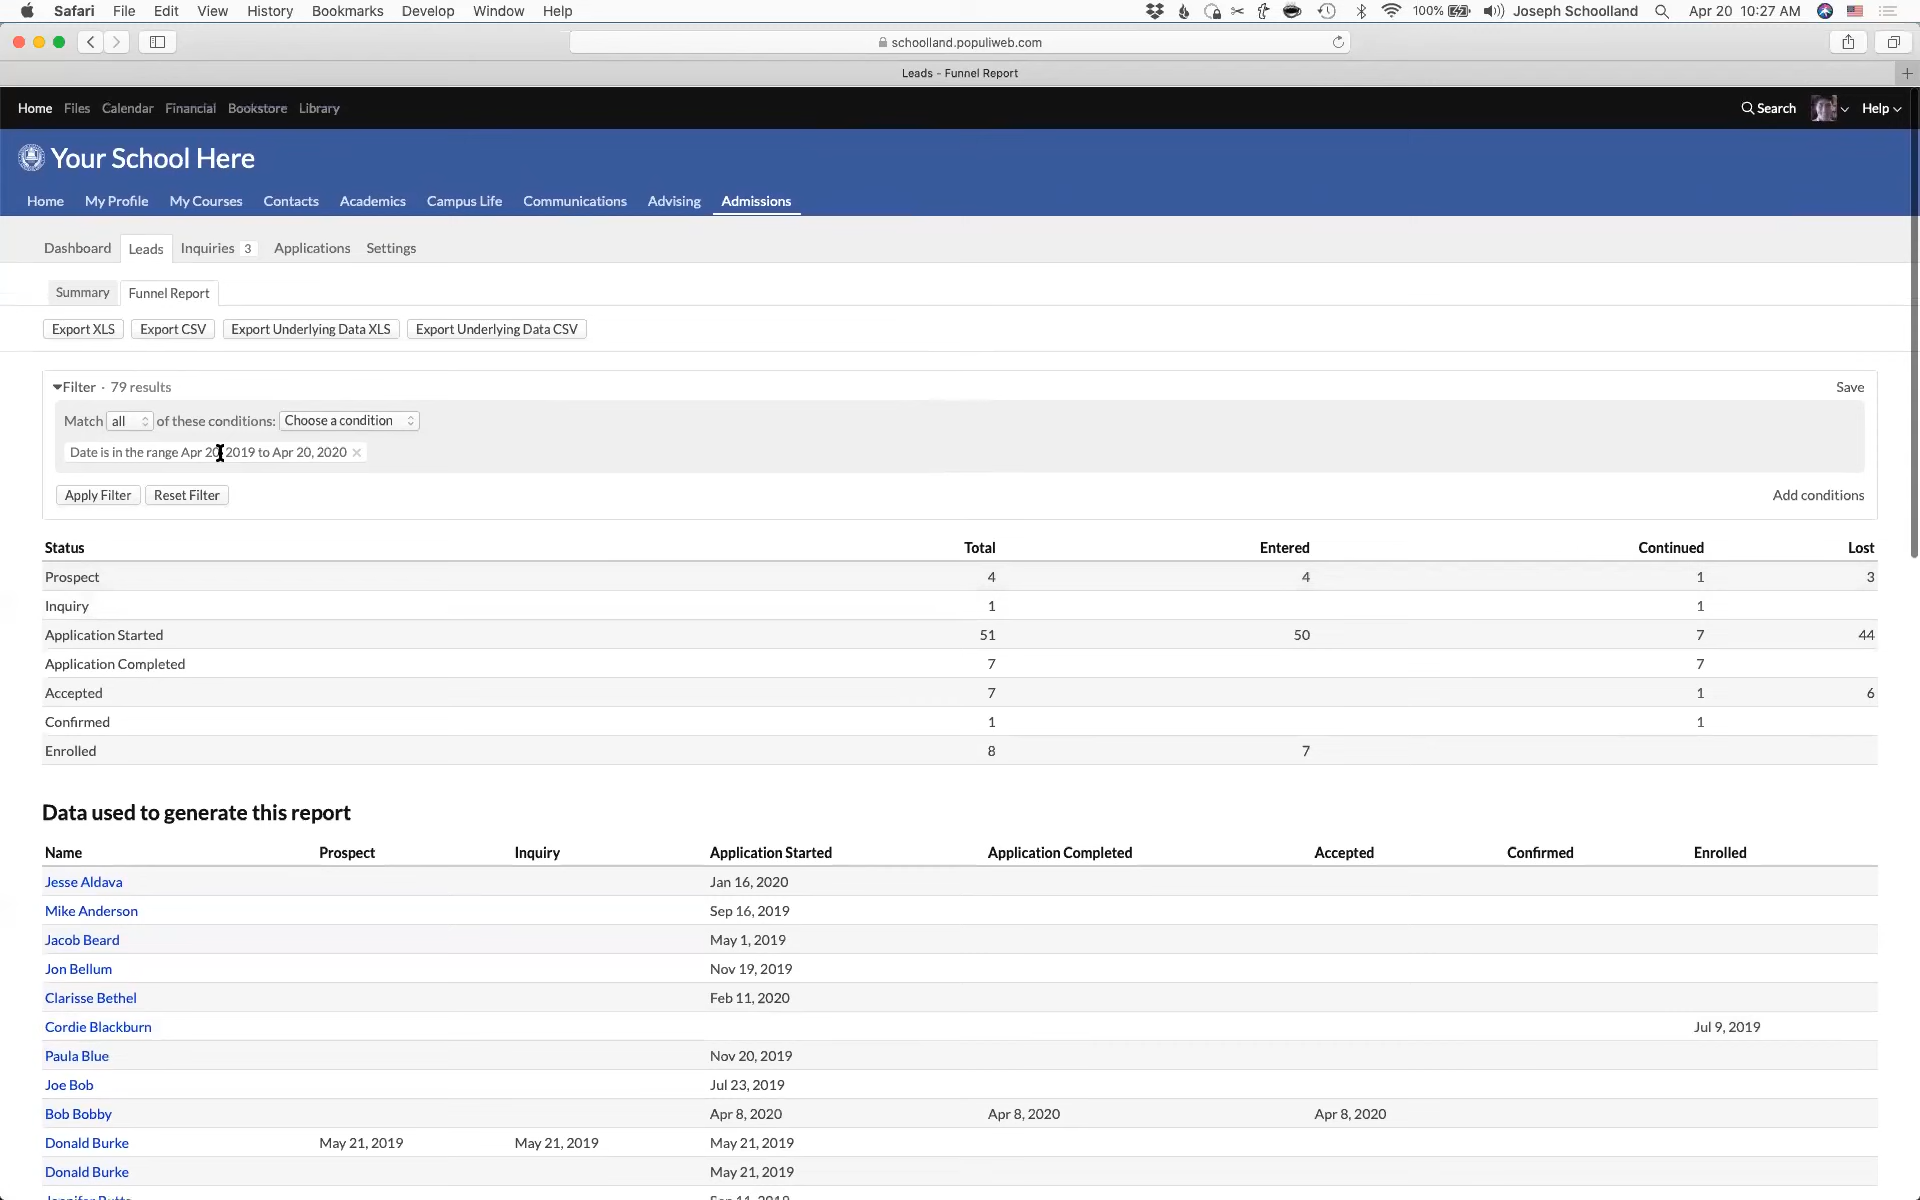 Safari File Edit View History Bookmarks Develop Window Help 100% Joseph Schoolland Apr 20 10:27 AM
schoolland.populiweb.com
Leads - Funnel Report
Home Files Calendar Financial Bookstore Library Search Help
Your School Here
Home My Profile My Courses Contacts Academics Campus Life Communications Advising Admissions
Dashboard Leads Inquiries 3 Applications Settings
Summary Funnel Report
Export XLS Export CSV Export Underlying Data XLS Export Underlying Data CSV
Filter · 79 results Save
Match all of these conditions: Choose a condition
Date is in the range Apr 20, 2019 to Apr 20, 2020
Apply Filter Reset Filter Add conditions
Status Total Entered Continued Lost
Prospect 4 4 1 3
Inquiry 1 1
Application Started 51 50 7 44
Application Completed 7 7
Accepted 7 1 6
Confirmed 1 1
Enrolled 8 7
Data used to generate this report
Name Prospect Inquiry Application Started Application Completed Accepted Confirmed Enrolled
Jesse Aldava Jan 16, 2020
Mike Anderson Sep 16, 2019
Jacob Beard May 1, 2019
Jon Bellum Nov 19, 2019
Clarisse Bethel Feb 11, 2020
Cordie Blackburn Jul 9, 2019
Paula Blue Nov 20, 2019
Joe Bob Jul 23, 2019
Bob Bobby Apr 8, 2020 Apr 8, 2020 Apr 8, 2020
Donald Burke May 21, 2019 May 21, 2019 May 21, 2019
Donald Burke May 21, 2019